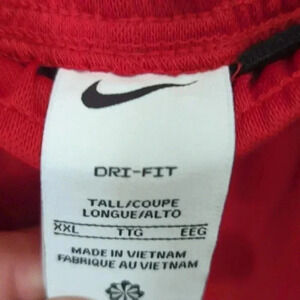 DRI-FIT
TALL/COUPE
LONGUE/ALTO
XXL TTG EEG
MADE IN VIETNAM
FABRIQUE AU VIETNAM